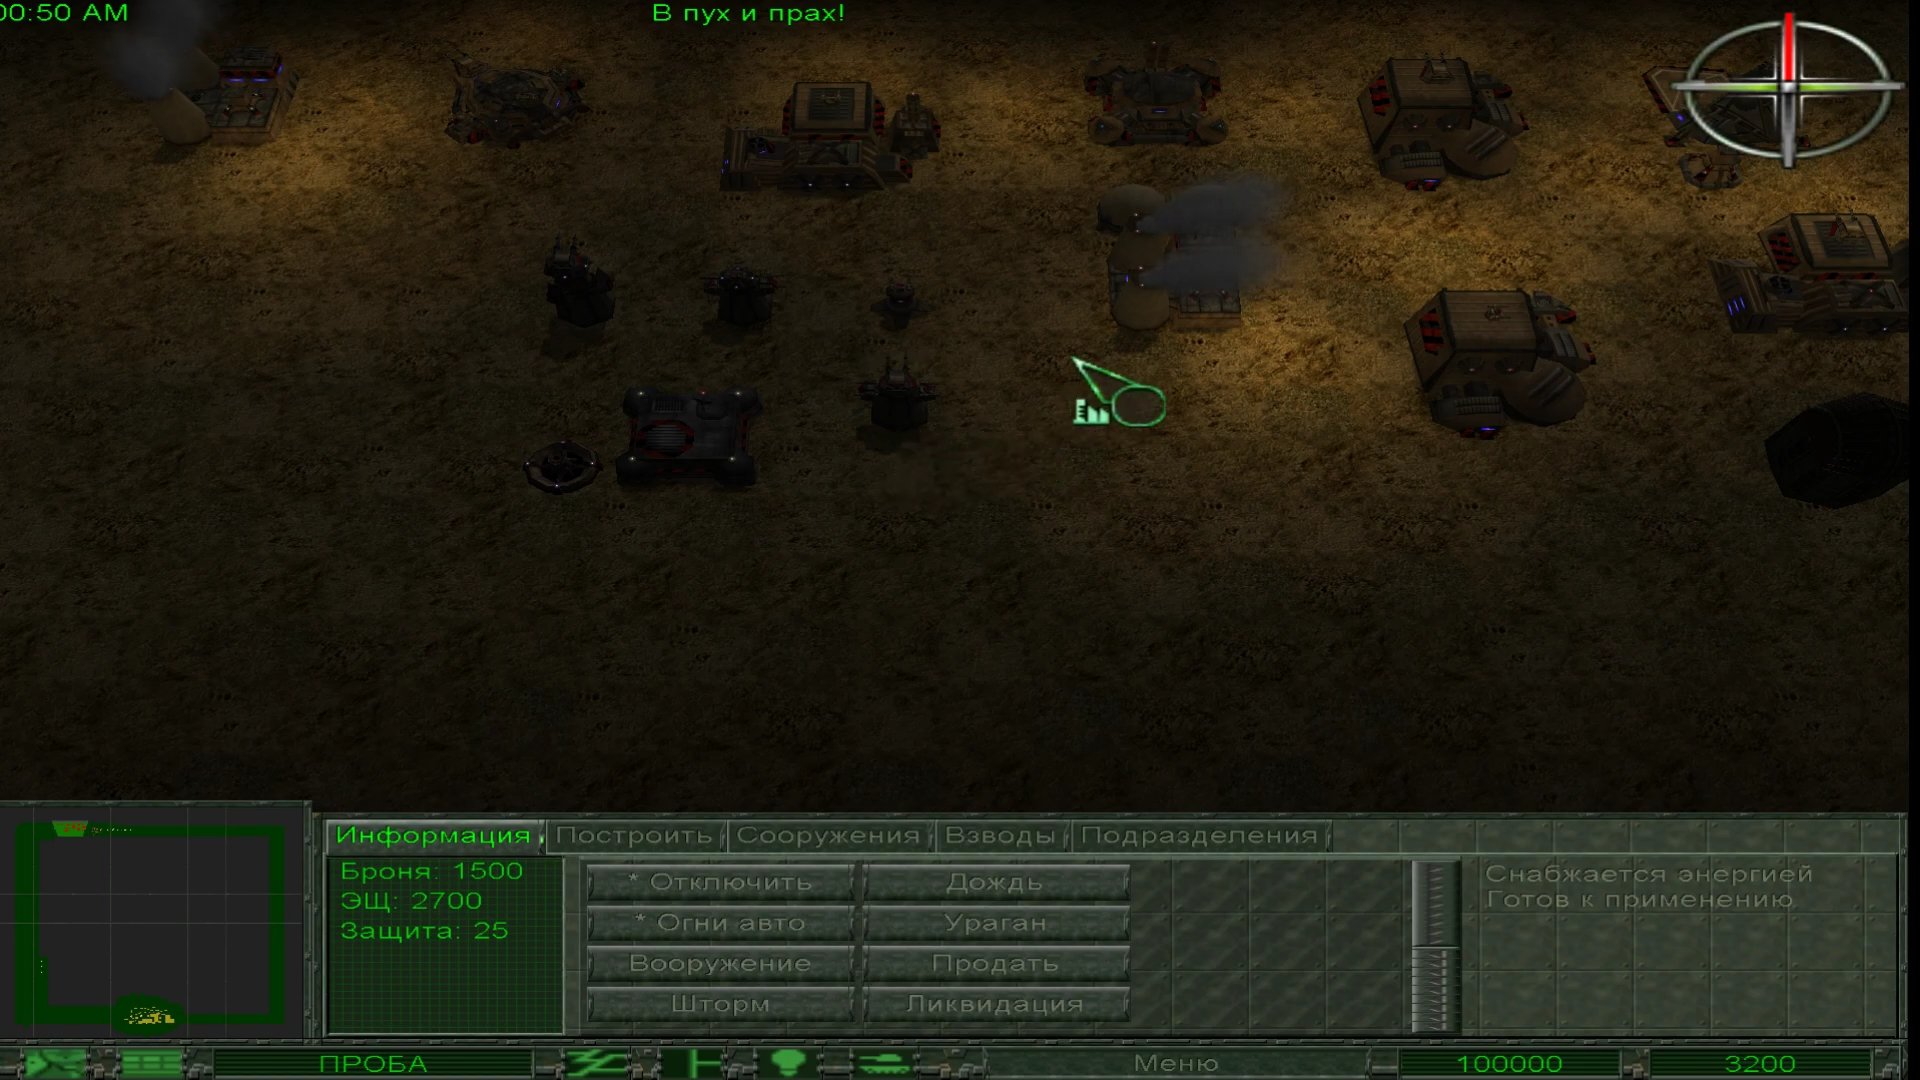 00:50 AM
В пух и прах!
Информация
Построить
Сооружения
Взводы
Подразделения
Броня: 1500
ЭЩ: 2700
Защита: 25
* Отключить
Дождь
* Огни авто
Ураган
Вооружение
Продать
Шторм
Ликвидация
Снабжается энергией
Готов к применению
ПРОБА
Меню
100000
3200